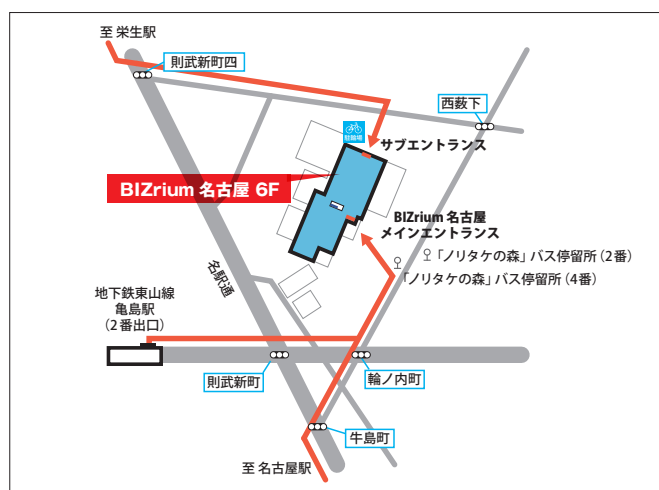 至 栄生駅
則武新町四
西薮下
駐輪場
サブエントランス
BIZrium 名古屋 6F
BIZrium 名古屋
メインエントランス
「ノリタケの森」バス停留所（2番）
「ノリタケの森」バス停留所（4番）
名駅通
地下鉄東山線
亀島駅
（2番出口）
則武新町
輪ノ内町
牛島町
至 名古屋駅